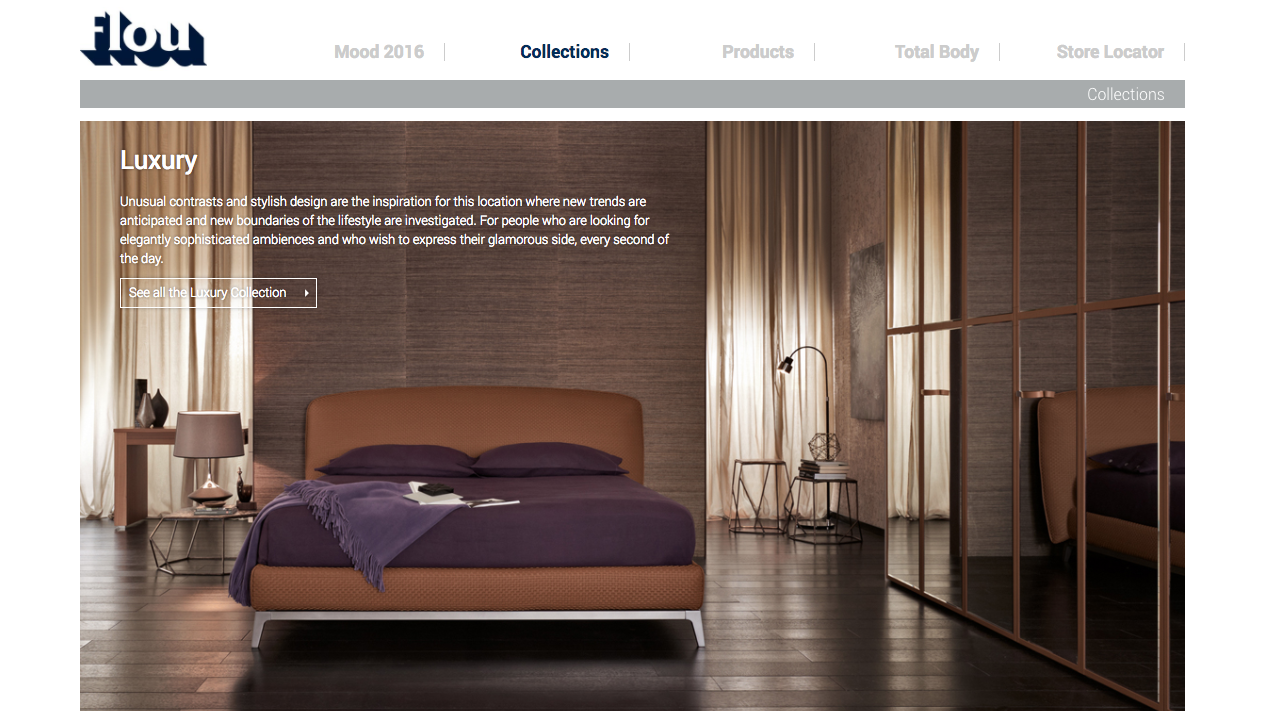 flou
Mood 2016
Collections
Products
Total Body
Store Locator
Collections
Luxury
Unusual contrasts and stylish design are the inspiration for this location where new trends are
anticipated and new boundaries of the lifestyle are investigated. For people who are looking for
elegantly sophisticated ambiences and who wish to express their glamorous side, every second of
the day.
See all the Luxury Collection